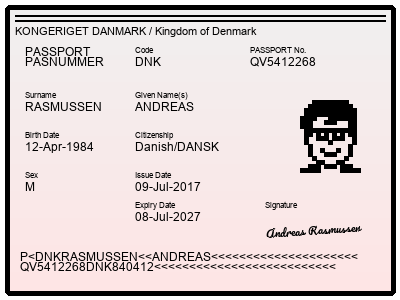 KONGERIGET DANMARK / Kingdom of Denmark
PASSPORT
PASNUMMER
Code
DNK
PASSPORT No.
QV5412268
Surname
RASMUSSEN
Given Name(s)
ANDREAS
Birth Date
12-Apr-1984
Citizenship
Danish/DANSK
Sex
M
Issue Date
09-Jul-2017
Expiry Date
08-Jul-2027
Signature
Andreas Rasmussen
P<DNKRASMUSSEN<<ANDREAS<<<<<<<<<<<<<<<<<<<<<
QV5412268DNK840412<<<<<<<<<<<<<<<<<<<<<<<<<<